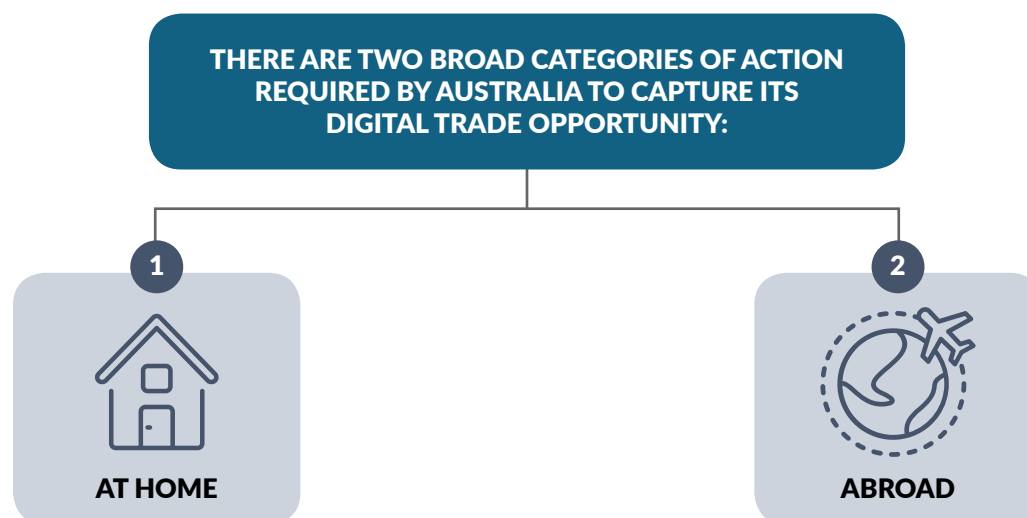 THERE ARE TWO BROAD CATEGORIES OF ACTION
REQUIRED BY AUSTRALIA TO CAPTURE ITS
DIGITAL TRADE OPPORTUNITY:
1
2
AT HOME
ABROAD